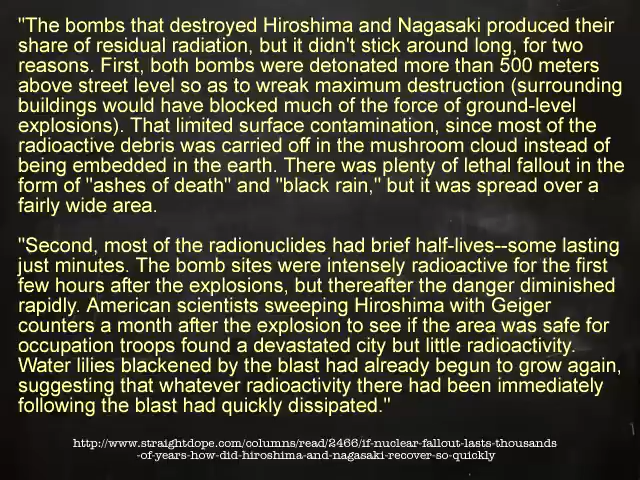 "The bombs that destroyed Hiroshima and Nagasaki produced their
share of residual radiation, but it didn't stick around long, for two
reasons. First, both bombs were detonated more than 500 meters
above street level so as to wreak maximum destruction (surrounding
buildings would have blocked much of the force of ground-level
explosions). That limited surface contamination, since most of the
radioactive debris was carried off in the mushroom cloud instead of
being embedded in the earth. There was plenty of lethal fallout in the
form of "ashes of death" and "black rain," but it was spread over a
fairly wide area.
"Second, most of the radionuclides had brief half-lives--some lasting
just minutes. The bomb sites were intensely radioactive for the first
few hours after the explosions, but thereafter the danger diminished
rapidly. American scientists sweeping Hiroshima with Geiger
counters a month after the explosion to see if the area was safe for
occupation troops found a devastated city but little radioactivity.
Water lilies blackened by the blast had already begun to grow again,
suggesting that whatever radioactivity there had been immediately
following the blast had quickly dissipated."
http://www.straightdope.com/columns/read/2466/if-nuclear-fallout-lasts-thousands
-of-years-how-did-hiroshima-and-nagasaki-recover-so-quickly